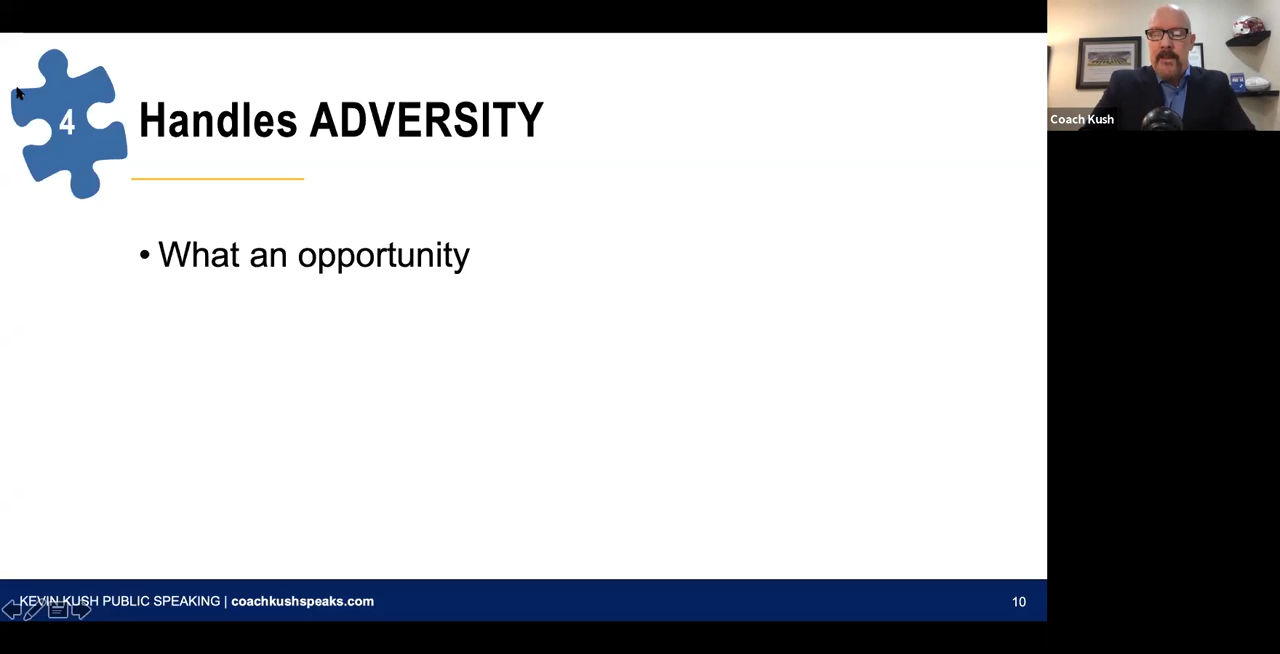 4
Handles ADVERSITY
• What an opportunity
Coach Kush
KEVIN KUSH PUBLIC SPEAKING | coachkushspeaks.com
10